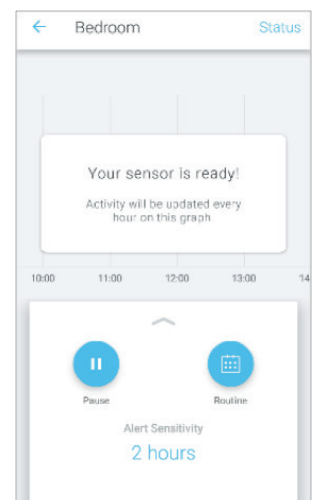 Bedroom Status
Your sensor is ready!
Activity will be updated every
hour on this graph
10:00 11:00 12:00 13:00 14
Pause Routine
Alert Sensitivity
2 hours